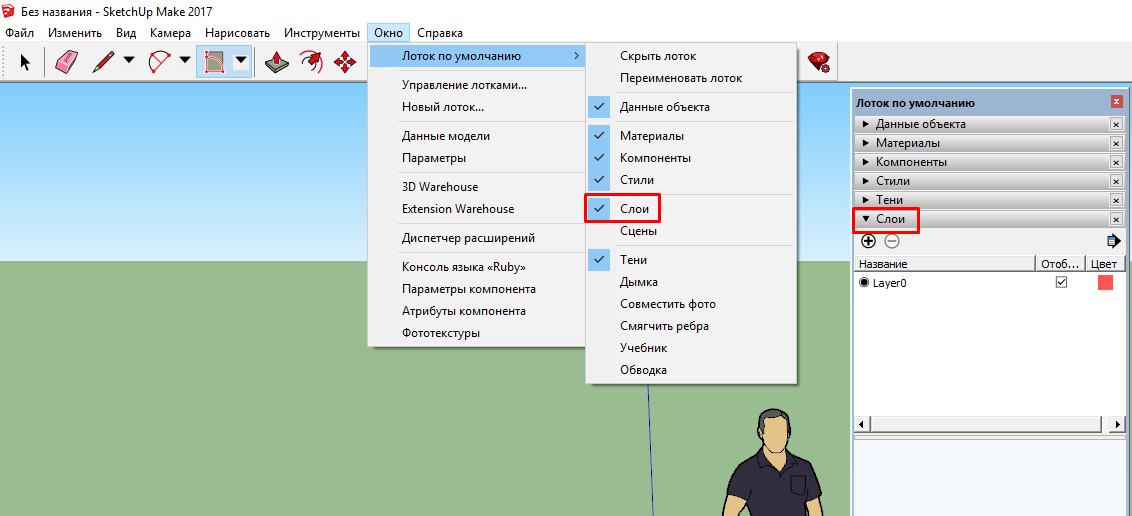 Без названия - SketchUp Make 2017
Файл Изменить Вид Камера Нарисовать Инструменты Окно Справка
Лоток по умолчанию
Управление лотками...
Новый лоток...
Данные модели
Параметры
3D Warehouse
Extension Warehouse
Диспетчер расширений
Консоль языка «Ruby»
Параметры компонента
Атрибуты компонента
Фототекстуры
Скрыть лоток
Переименовать лоток
Данные объекта
Материалы
Компоненты
Стили
Слои
Сцены
Тени
Дымка
Совместить фото
Смягчить ребра
Учебник
Обводка
Лоток по умолчанию
Данные объекта
Материалы
Компоненты
Стили
Тени
Слои
Название Отоб... Цвет
Layer0